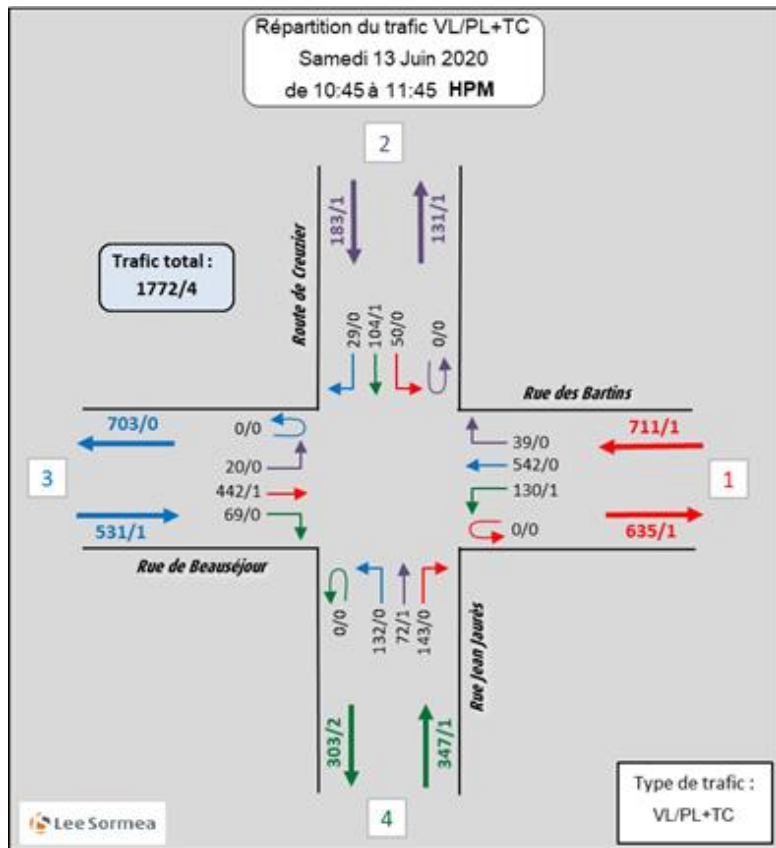 Répartition du trafic VL/PL+TC
Samedi 13 Juin 2020
de 10:45 à 11:45 HPM
2
183/1
131/1
Trafic total :
1772/4
Route de Creuzier
29/0
104/1
50/0
0/0
Rue des Bartins
703/0
0/0
39/0
711/1
20/0
542/0
3
442/1
130/1
1
69/0
0/0
531/1
635/1
Rue de Beauséjour
0/0
132/0
72/1
143/0
Rue Jean Jaurès
303/2
347/1
Type de trafic :
VL/PL+TC
4
Lee Sormea